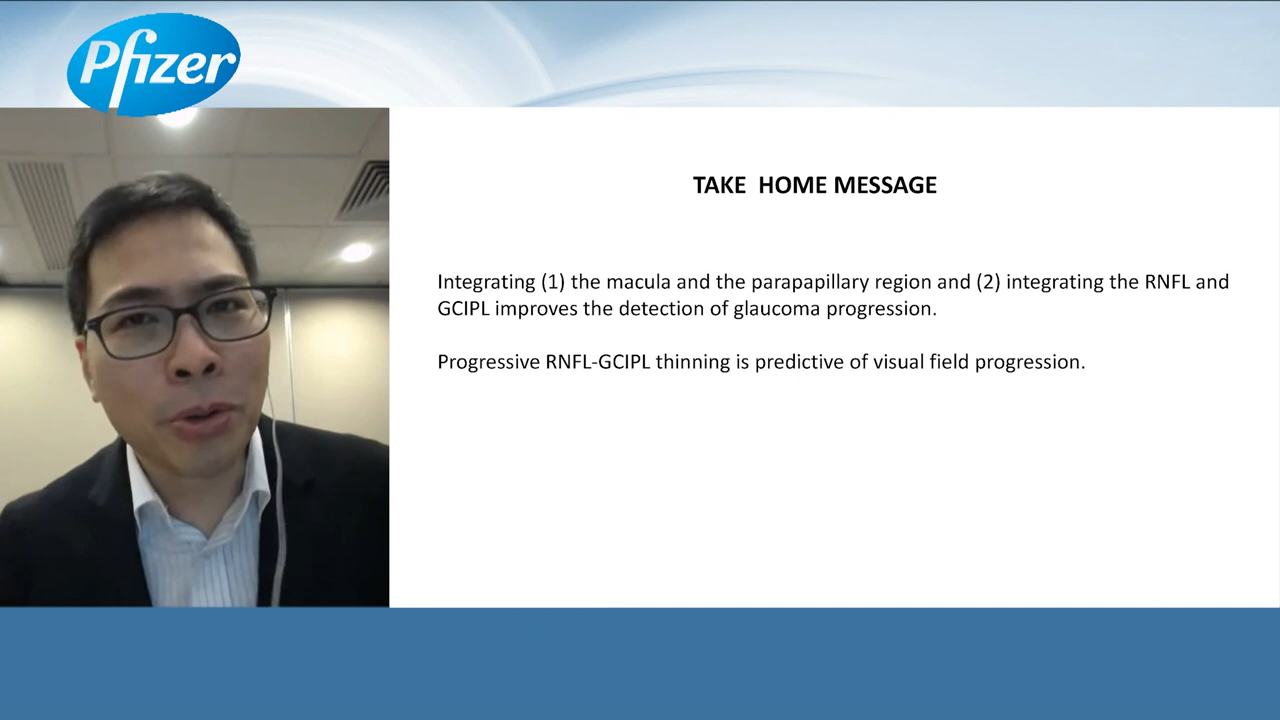 Pfizer
TAKE HOME MESSAGE
Integrating (1) the macula and the parapapillary region and (2) integrating the RNFL and
GCIPL improves the detection of glaucoma progression.
Progressive RNFL-GCIPL thinning is predictive of visual field progression.